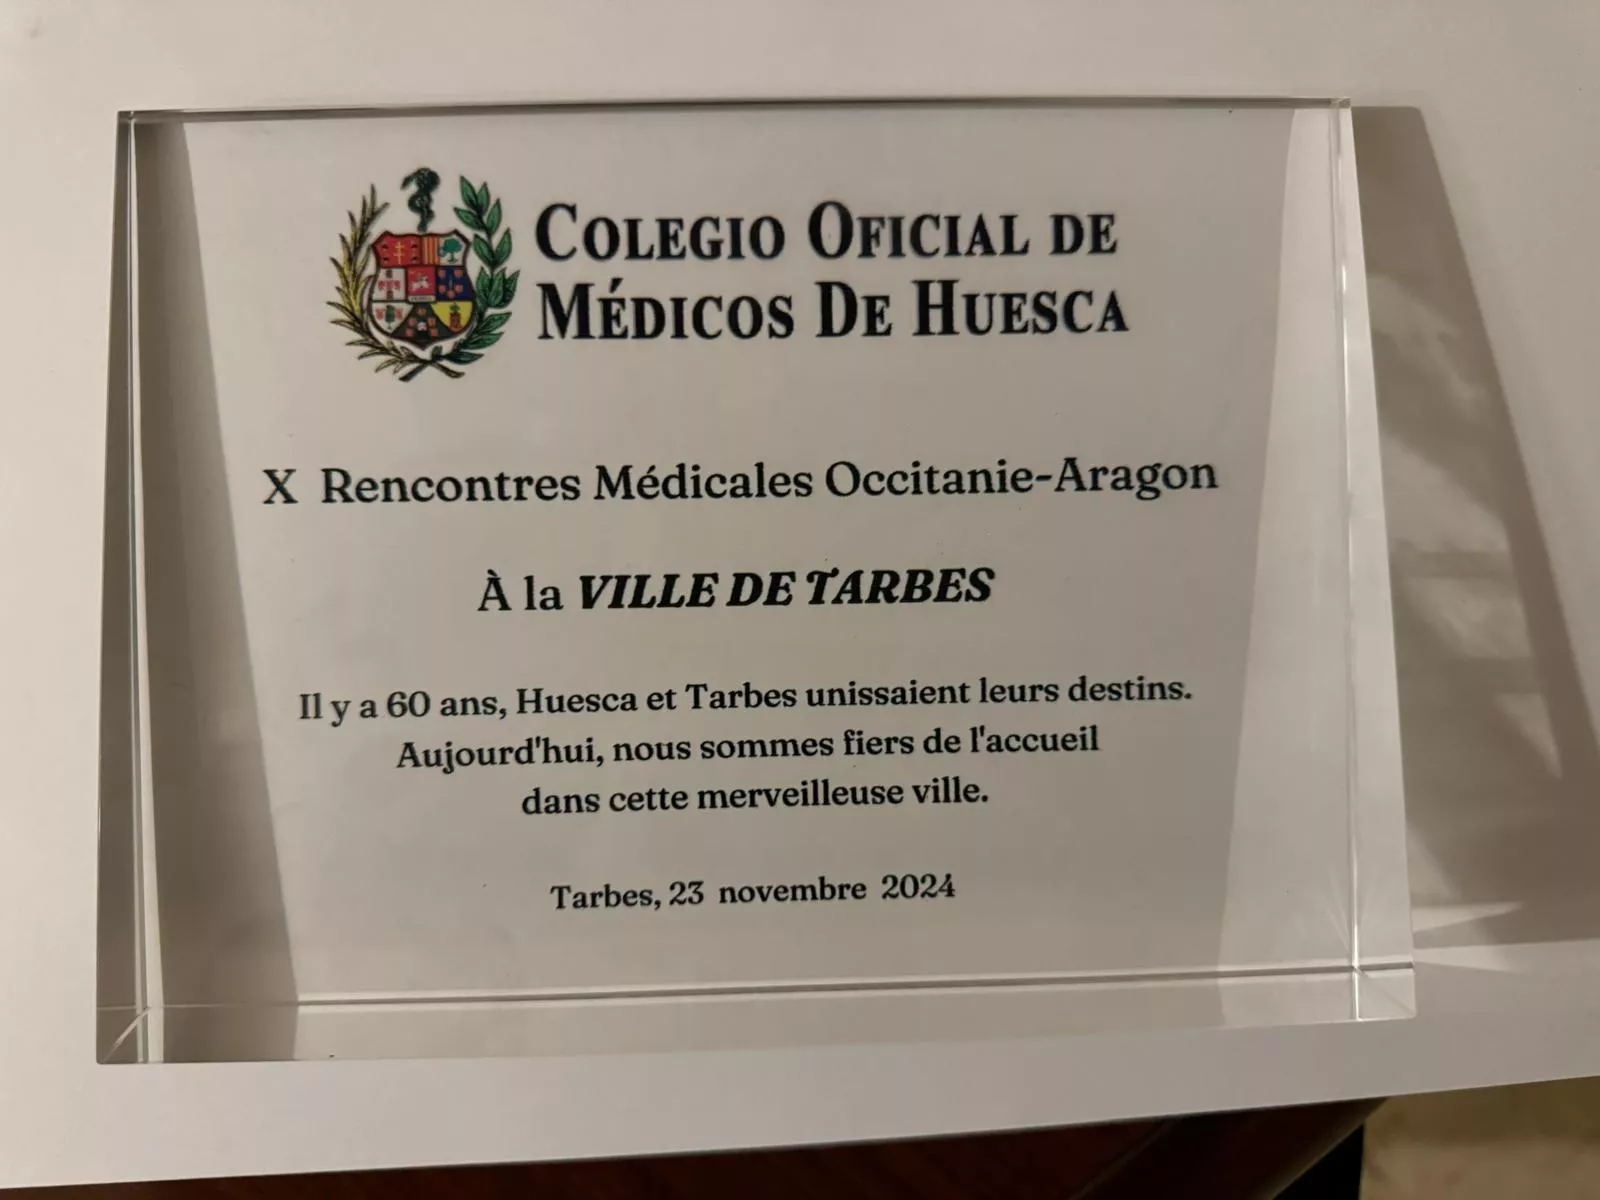 COLEGIO OFICIAL DE
MÉDICOS DE HUESCA
X Rencontres Médicales Occitanie-Aragon
À la VILLE DE TARBES
Il y a 60 ans, Huesca et Tarbes unissaient leurs destins.
Aujourd'hui, nous sommes fiers de l'accueil
dans cette merveilleuse ville.
Tarbes, 23 novembre 2024